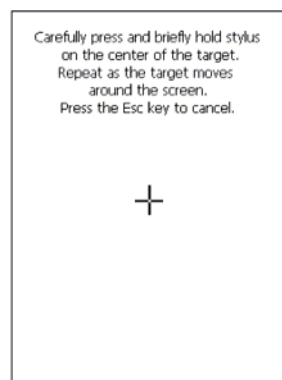 Carefully press and briefly hold stylus
on the center of the target.
Repeat as the target moves
around the screen.
Press the Esc key to cancel.